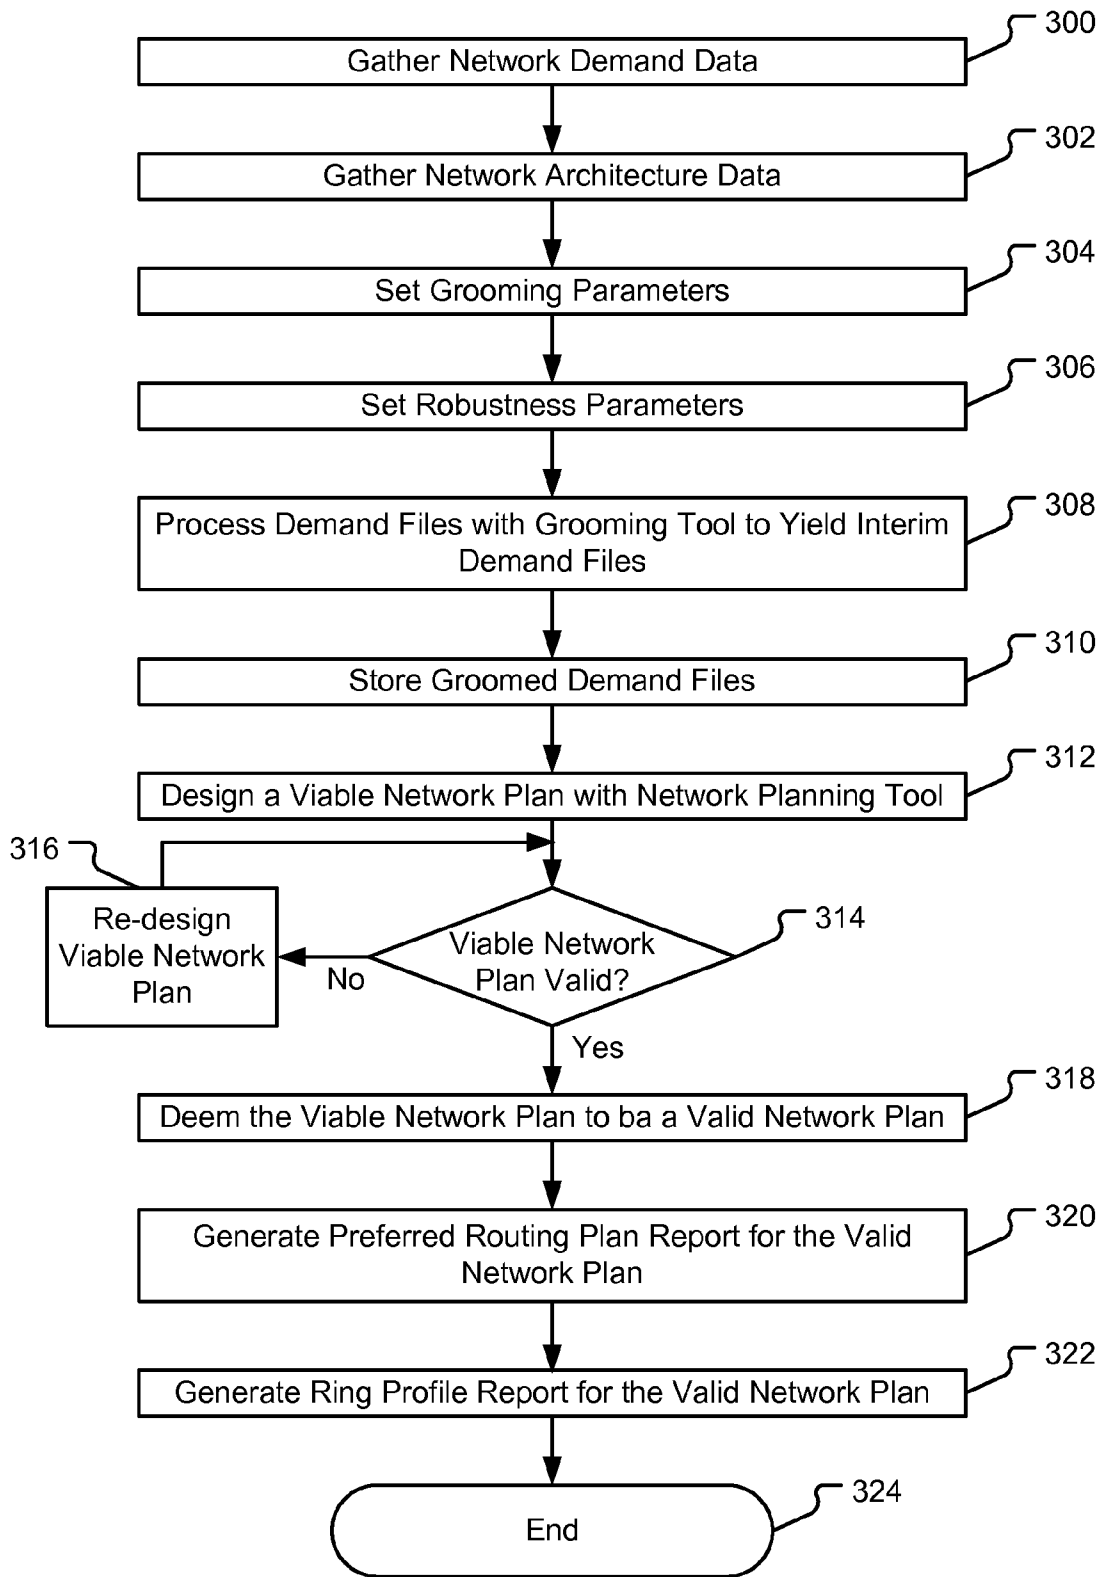 300
Gather Network Demand Data
302
Gather Network Architecture Data
304
Set Grooming Parameters
306
Set Robustness Parameters
308
Process Demand Files with Grooming Tool to Yield Interim
Demand Files
310
Store Groomed Demand Files
312
Design a Viable Network Plan with Network Planning Tool
316
Re-design
Viable Network
Plan
No
314
Viable Network
Plan Valid?
Yes
318
Deem the Viable Network Plan to ba a Valid Network Plan
320
Generate Preferred Routing Plan Report for the Valid
Network Plan
322
Generate Ring Profile Report for the Valid Network Plan
324
End